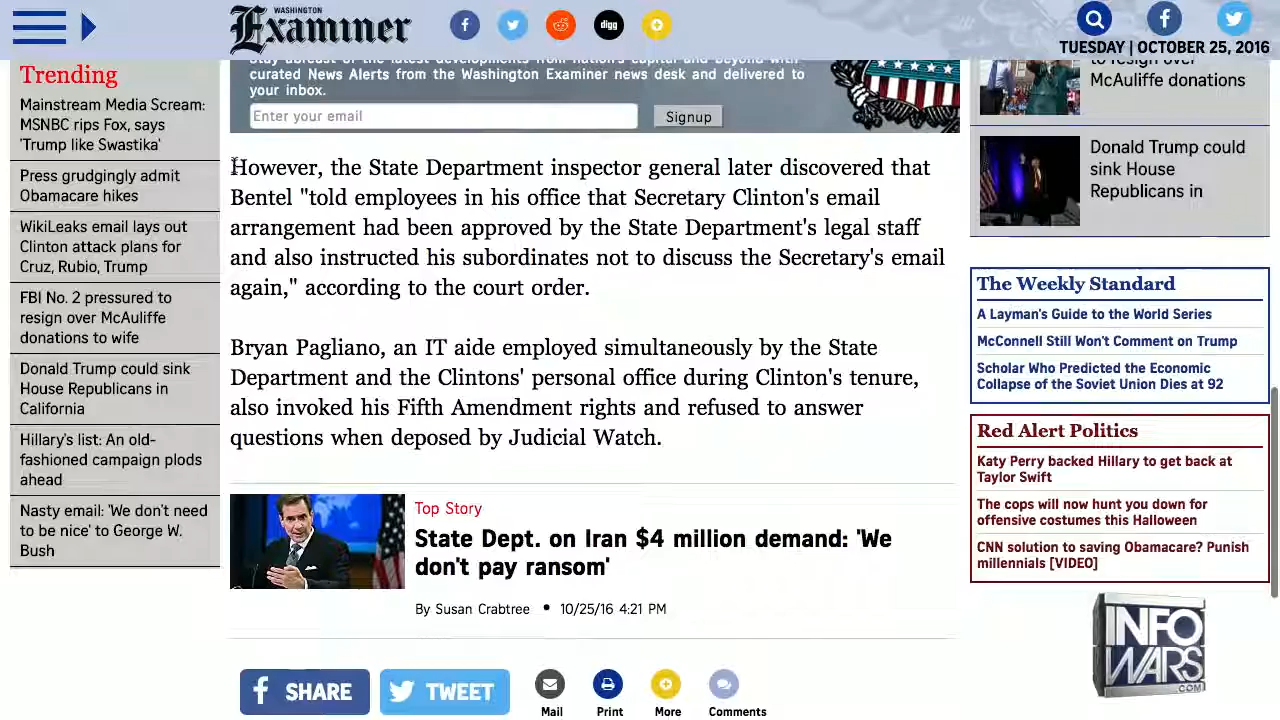 WASHINGTON
Examiner
digg
TUESDAY | OCTOBER 25, 2016
Trending
Mainstream Media Scream:
MSNBC rips Fox, says
'Trump like Swastika'
Press grudgingly admit
Obamacare hikes
WikiLeaks email lays out
Clinton attack plans for
Cruz, Rubio, Trump
FBI No. 2 pressured to
resign over McAuliffe
donations to wife
Donald Trump could sink
House Republicans in
California
Hillary's list: An old-
fashioned campaign plods
ahead
Nasty email: 'We don't need
to be nice' to George W.
Bush
Stay abreast of the latest developments from nation's capital and beyond with
curated News Alerts from the Washington Examiner news desk and delivered to
your inbox.
Enter your email
Signup
However, the State Department inspector general later discovered that
Bentel "told employees in his office that Secretary Clinton's email
arrangement had been approved by the State Department's legal staff
and also instructed his subordinates not to discuss the Secretary's email
again," according to the court order.
Bryan Pagliano, an IT aide employed simultaneously by the State
Department and the Clintons' personal office during Clinton's tenure,
also invoked his Fifth Amendment rights and refused to answer
questions when deposed by Judicial Watch.
Top Story
State Dept. on Iran $4 million demand: 'We
don't pay ransom'
By Susan Crabtree • 10/25/16 4:21 PM
SHARE
TWEET
Mail
Print
More
Comments
to resign over
McAuliffe donations
Donald Trump could
sink House
Republicans in
The Weekly Standard
A Layman's Guide to the World Series
McConnell Still Won't Comment on Trump
Scholar Who Predicted the Economic
Collapse of the Soviet Union Dies at 92
Red Alert Politics
Katy Perry backed Hillary to get back at
Taylor Swift
The cops will now hunt you down for
offensive costumes this Halloween
CNN solution to saving Obamacare? Punish
millennials [VIDEO]
INFO
WARS
.COM